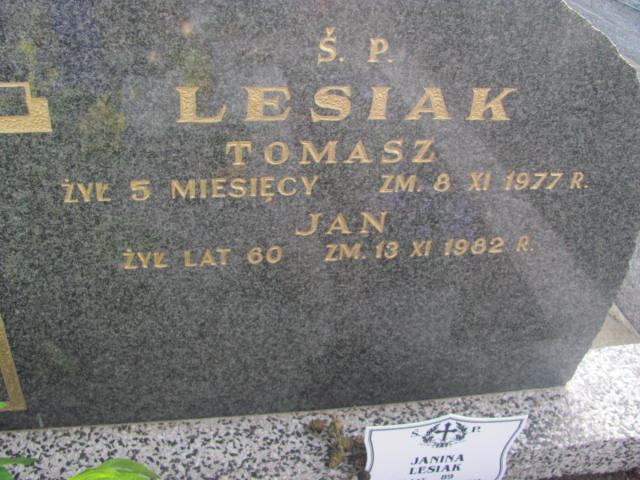 Ś. P.
LESIAK
TOMASZ
ŻYŁ 5 MIESIĘCY ZM. 8 XI 1977 R.
JAN
ŻYŁ LAT 60 ZM. 13 XI 1982 R.
Ś. P.
JANINA
LESIAK
89